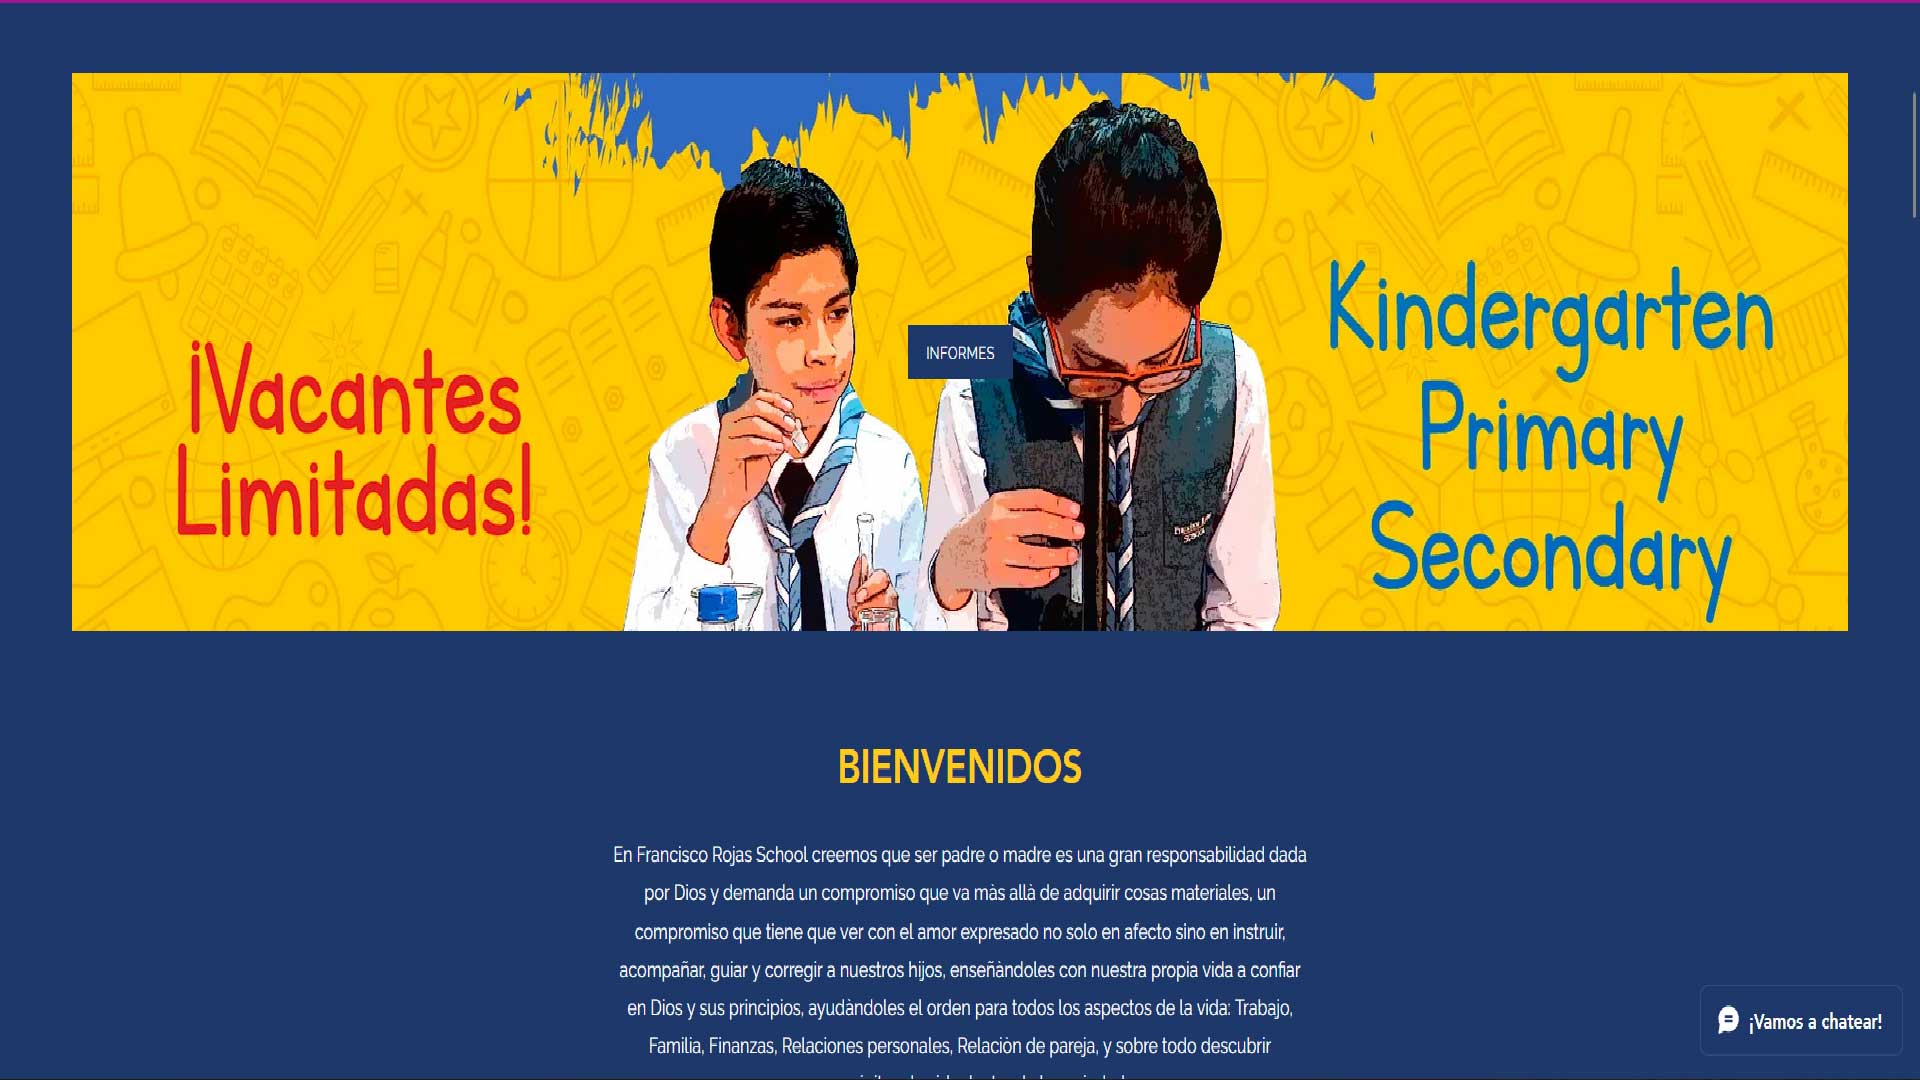 ¡Vacantes
Limitadas!
INFORMES
Kindergarten
Primary
Secondary
BIENVENIDOS
En Francisco Rojas School creemos que ser padre o madre es una gran responsabilidad dada
por Dios y demanda un compromiso que va màs allà de adquirir cosas materiales, un
compromiso que tiene que ver con el amor expresado no solo en afecto sino en instruir,
acompañar, guiar y corregir a nuestros hijos, enseñàndoles con nuestra propia vida a confiar
en Dios y sus principios, ayudàndoles el orden para todos los aspectos de la vida: Trabajo,
Familia, Finanzas, Relaciones personales, Relaciòn de pareja, y sobre todo descubrir
¡Vamos a chatear!